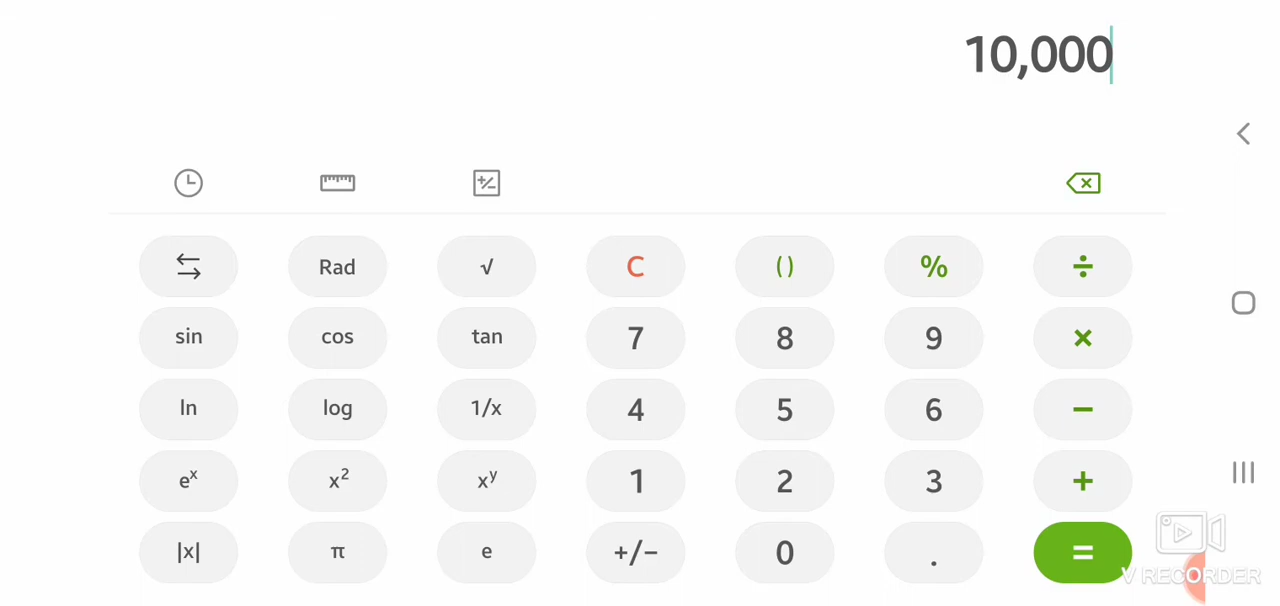 10,000
Rad √ C () % ÷
sin cos tan 7 8 9 ×
ln log 1/x 4 5 6 −
eˣ x² xʸ 1 2 3 +
|x| π e +/− 0 . =
V RECORDER